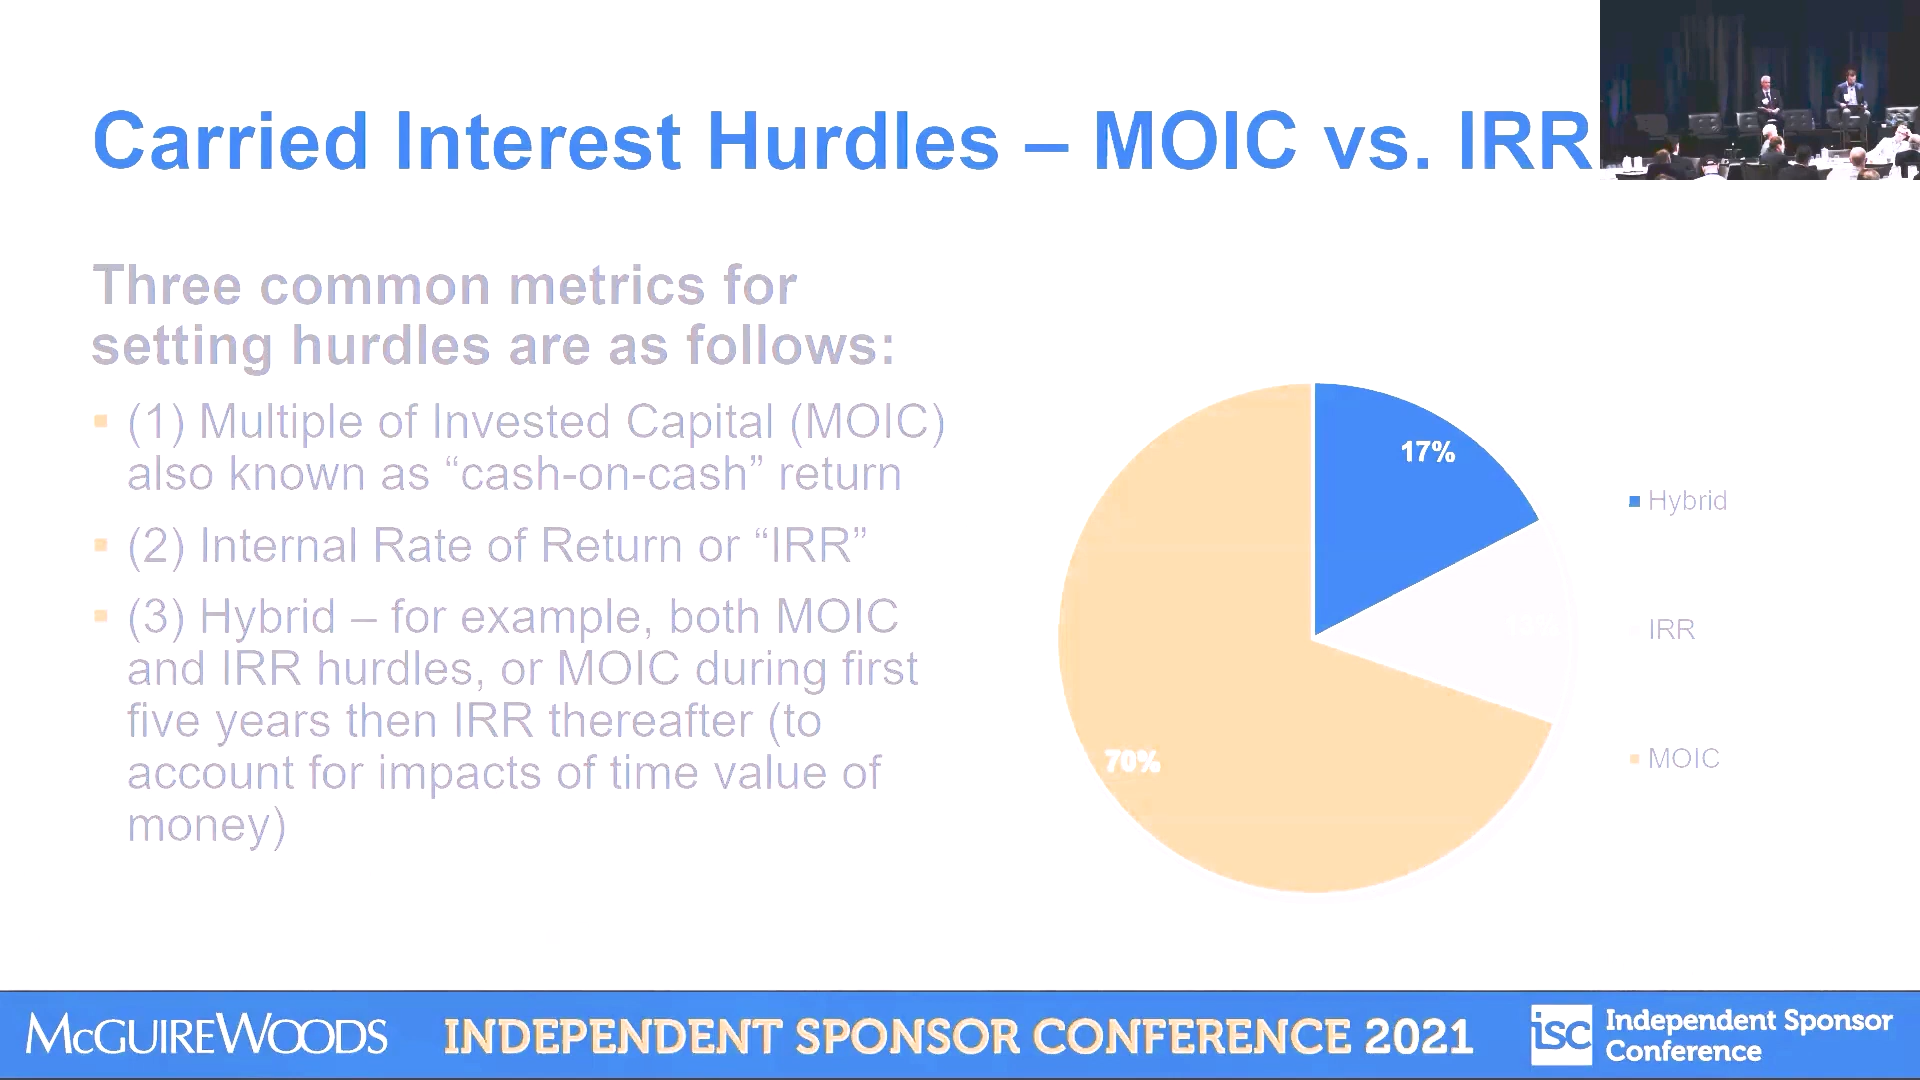 Carried Interest Hurdles – MOIC vs. IRR
Three common metrics for
setting hurdles are as follows:
▪ (1) Multiple of Invested Capital (MOIC)
also known as “cash-on-cash” return
▪ (2) Internal Rate of Return or “IRR”
▪ (3) Hybrid – for example, both MOIC
and IRR hurdles, or MOIC during first
five years then IRR thereafter (to
account for impacts of time value of
money)
17%
70%
Hybrid
IRR
MOIC
McGUIREWOODS
INDEPENDENT SPONSOR CONFERENCE 2021
isc
Independent Sponsor
Conference